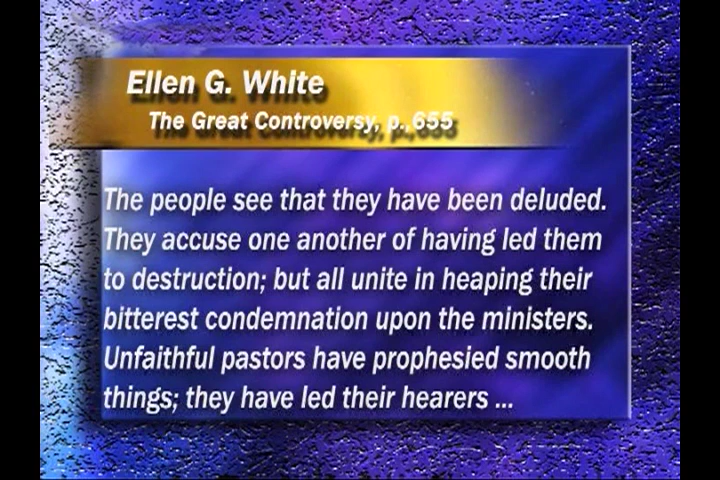 Ellen G. White
The Great Controversy, p., 655
The people see that they have been deluded.
They accuse one another of having led them
to destruction; but all unite in heaping their
bitterest condemnation upon the ministers.
Unfaithful pastors have prophesied smooth
things; they have led their hearers ...